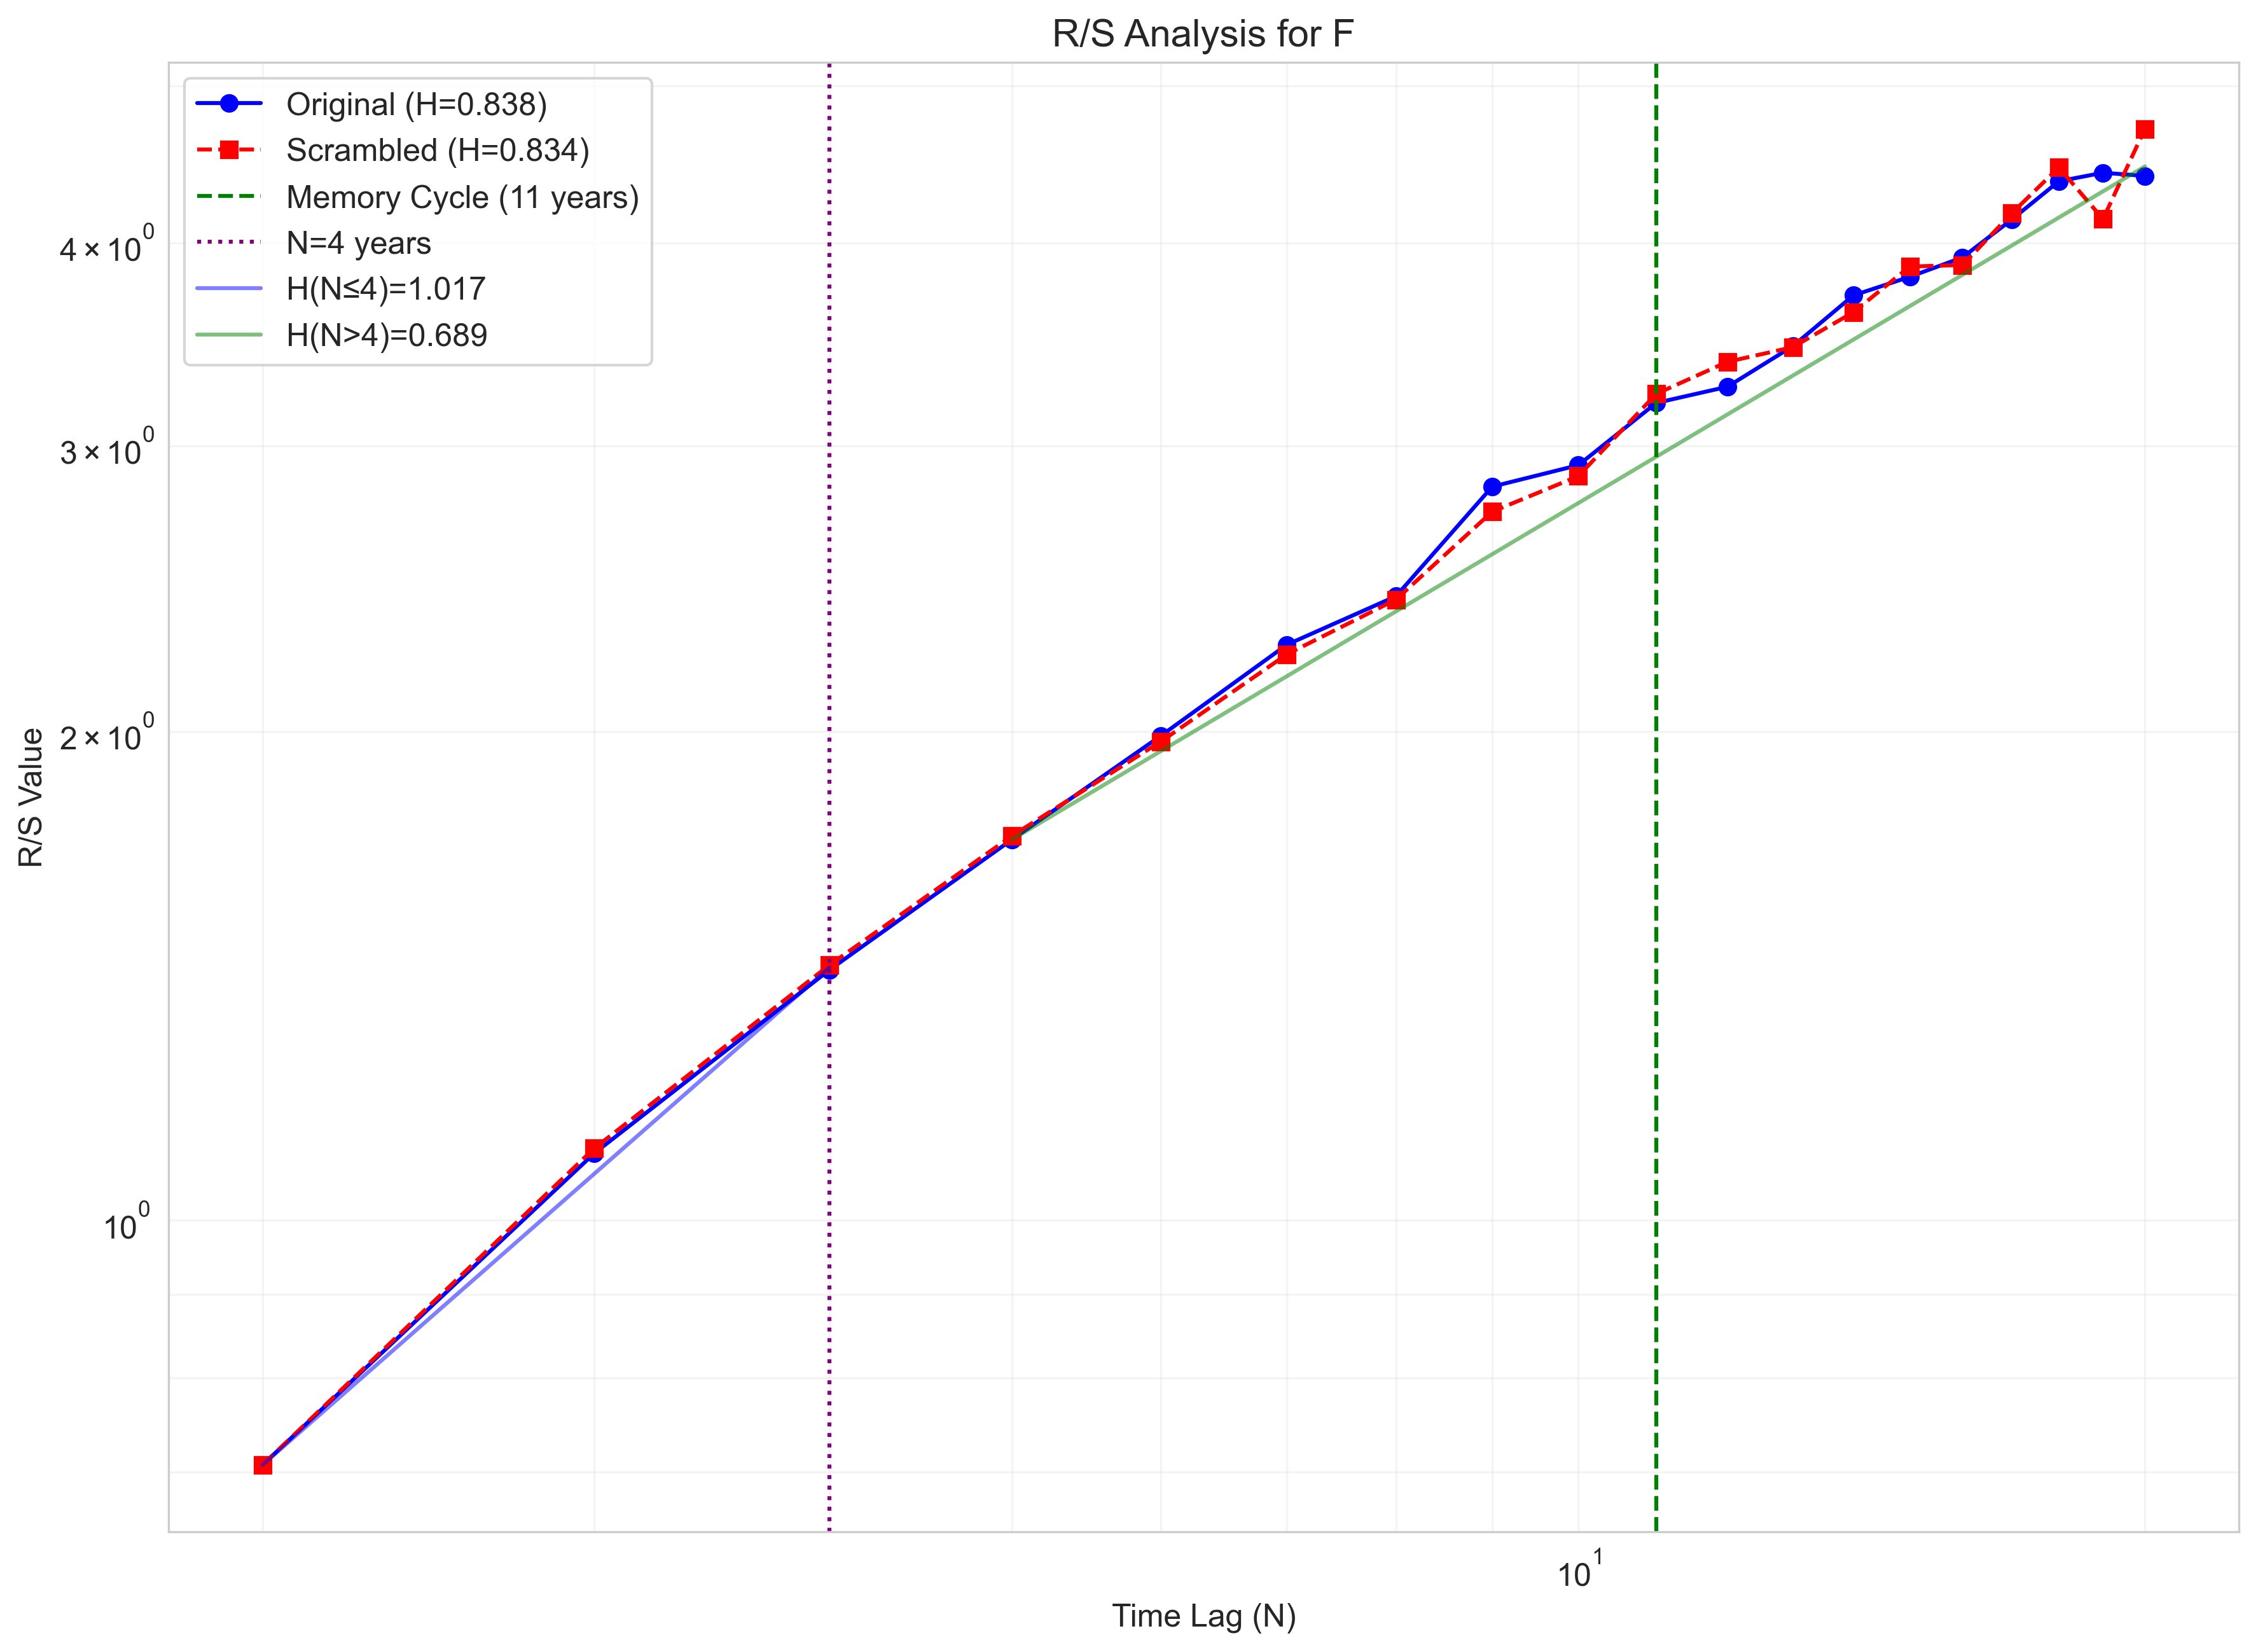 R/S Analysis for F
Original (H=0.838)
Scrambled (H=0.834)
Memory Cycle (11 years)
N=4 years
H(N≤4)=1.017
H(N>4)=0.689
4 × 10⁰
3 × 10⁰
2 × 10⁰
10⁰
R/S Value
10¹
Time Lag (N)